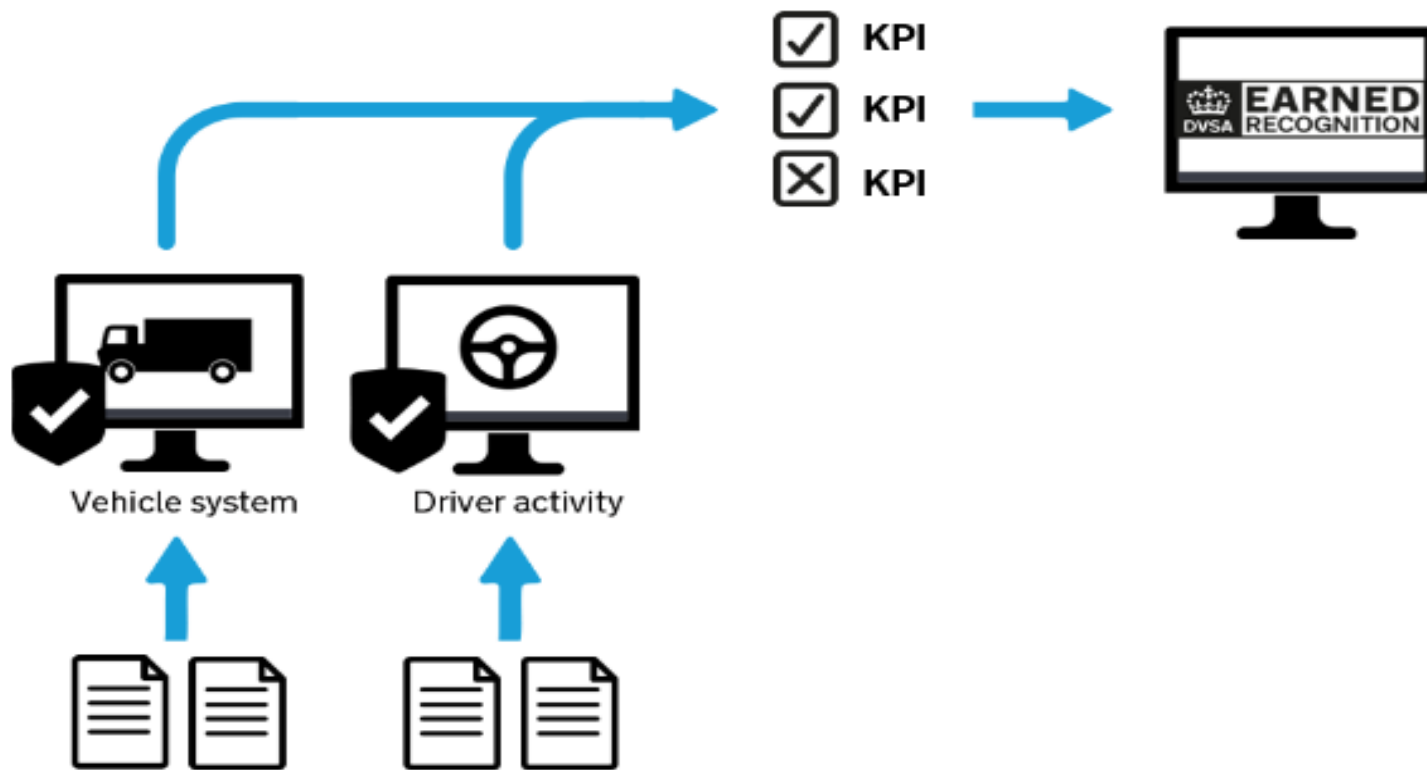 KPI
KPI
KPI
DVSA
EARNED
RECOGNITION
Vehicle system
Driver activity